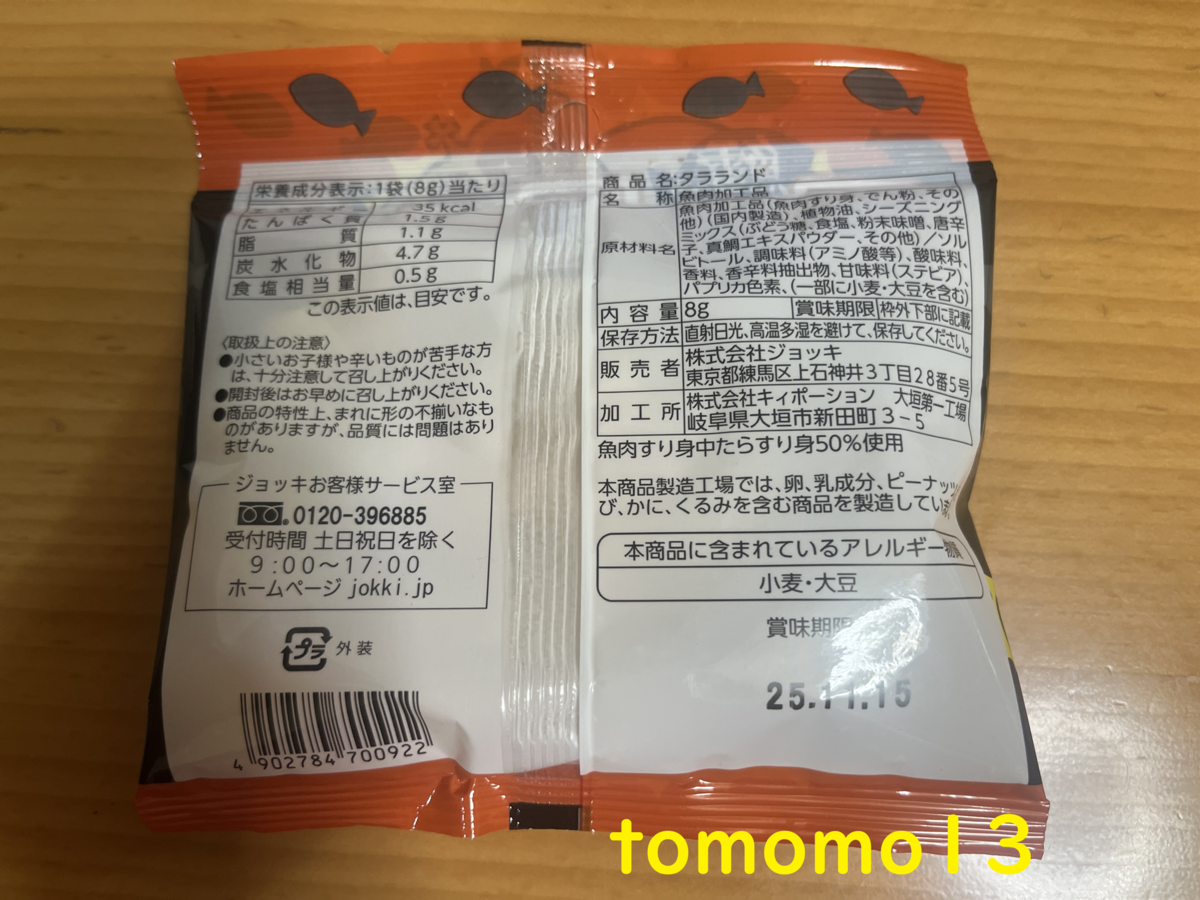 栄養成分表示:1袋(8g)当たり
35kcal
たんぱく質 1.5g
脂質 1.1g
炭水化物 4.7g
食塩相当量 0.5g
この表示値は、目安です。
〈取扱上の注意〉
●小さいお子様や辛いものが苦手な方
は、十分注意して召し上がりください。
●開封後はお早めに召し上がりください。
●商品の特性上、まれに形の不揃いなも
のがありますが、品質には問題はあり
ません。
ジョッキお客様サービス室
0120-396885
受付時間 土日祝日を除く
9:00～17:00
ホームページ jokki.jp
プラ 外装
4 902784 700922
商品名:タラランド
名称 魚肉加工品
原材料名 魚肉加工品(魚肉すり身、でん粉、その
他)(国内製造)、植物油、シーズニング
ミックス(ぶどう糖、食塩、粉末味噌、唐辛
子、真鯛エキスパウダー、その他)/ソル
ビトール、調味料(アミノ酸等)、酸味料、
香料、香辛料抽出物、甘味料(ステビア)、
パプリカ色素、(一部に小麦・大豆を含む)
内容量 8g 賞味期限 枠外下部に記載
保存方法 直射日光、高温多湿を避けて、保存してください。
販売者 株式会社ジョッキ
東京都練馬区上石神井3丁目28番5号
加工所 株式会社キィポーション 大垣第一工場
岐阜県大垣市新田町3-5
魚肉すり身中たらすり身50%使用
本商品製造工場では、卵、乳成分、ピーナッツ
び、かに、くるみを含む商品を製造してい
本商品に含まれているアレルギー物質
小麦・大豆
賞味期限
25.11.15
tomomo13